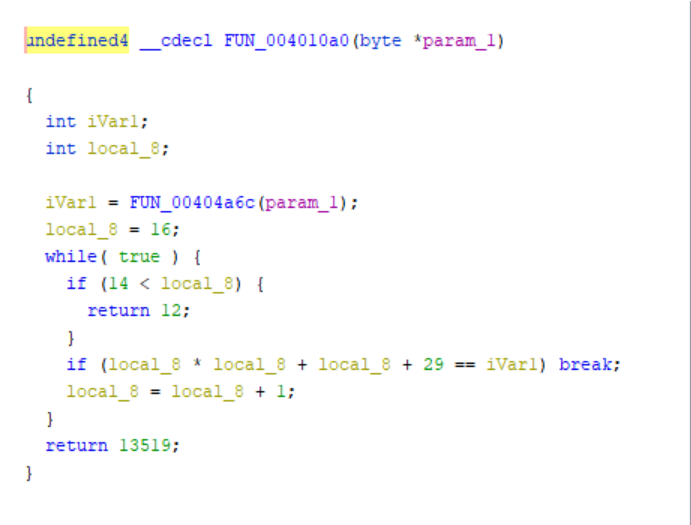 undefined4 __cdecl FUN_004010a0(byte *param_1)
{
int iVar1;
int local_8;
iVar1 = FUN_00404a6c(param_1);
local_8 = 16;
while( true ) {
if (14 < local_8) {
return 12;
}
if (local_8 * local_8 + local_8 + 29 == iVar1) break;
local_8 = local_8 + 1;
}
return 13519;
}